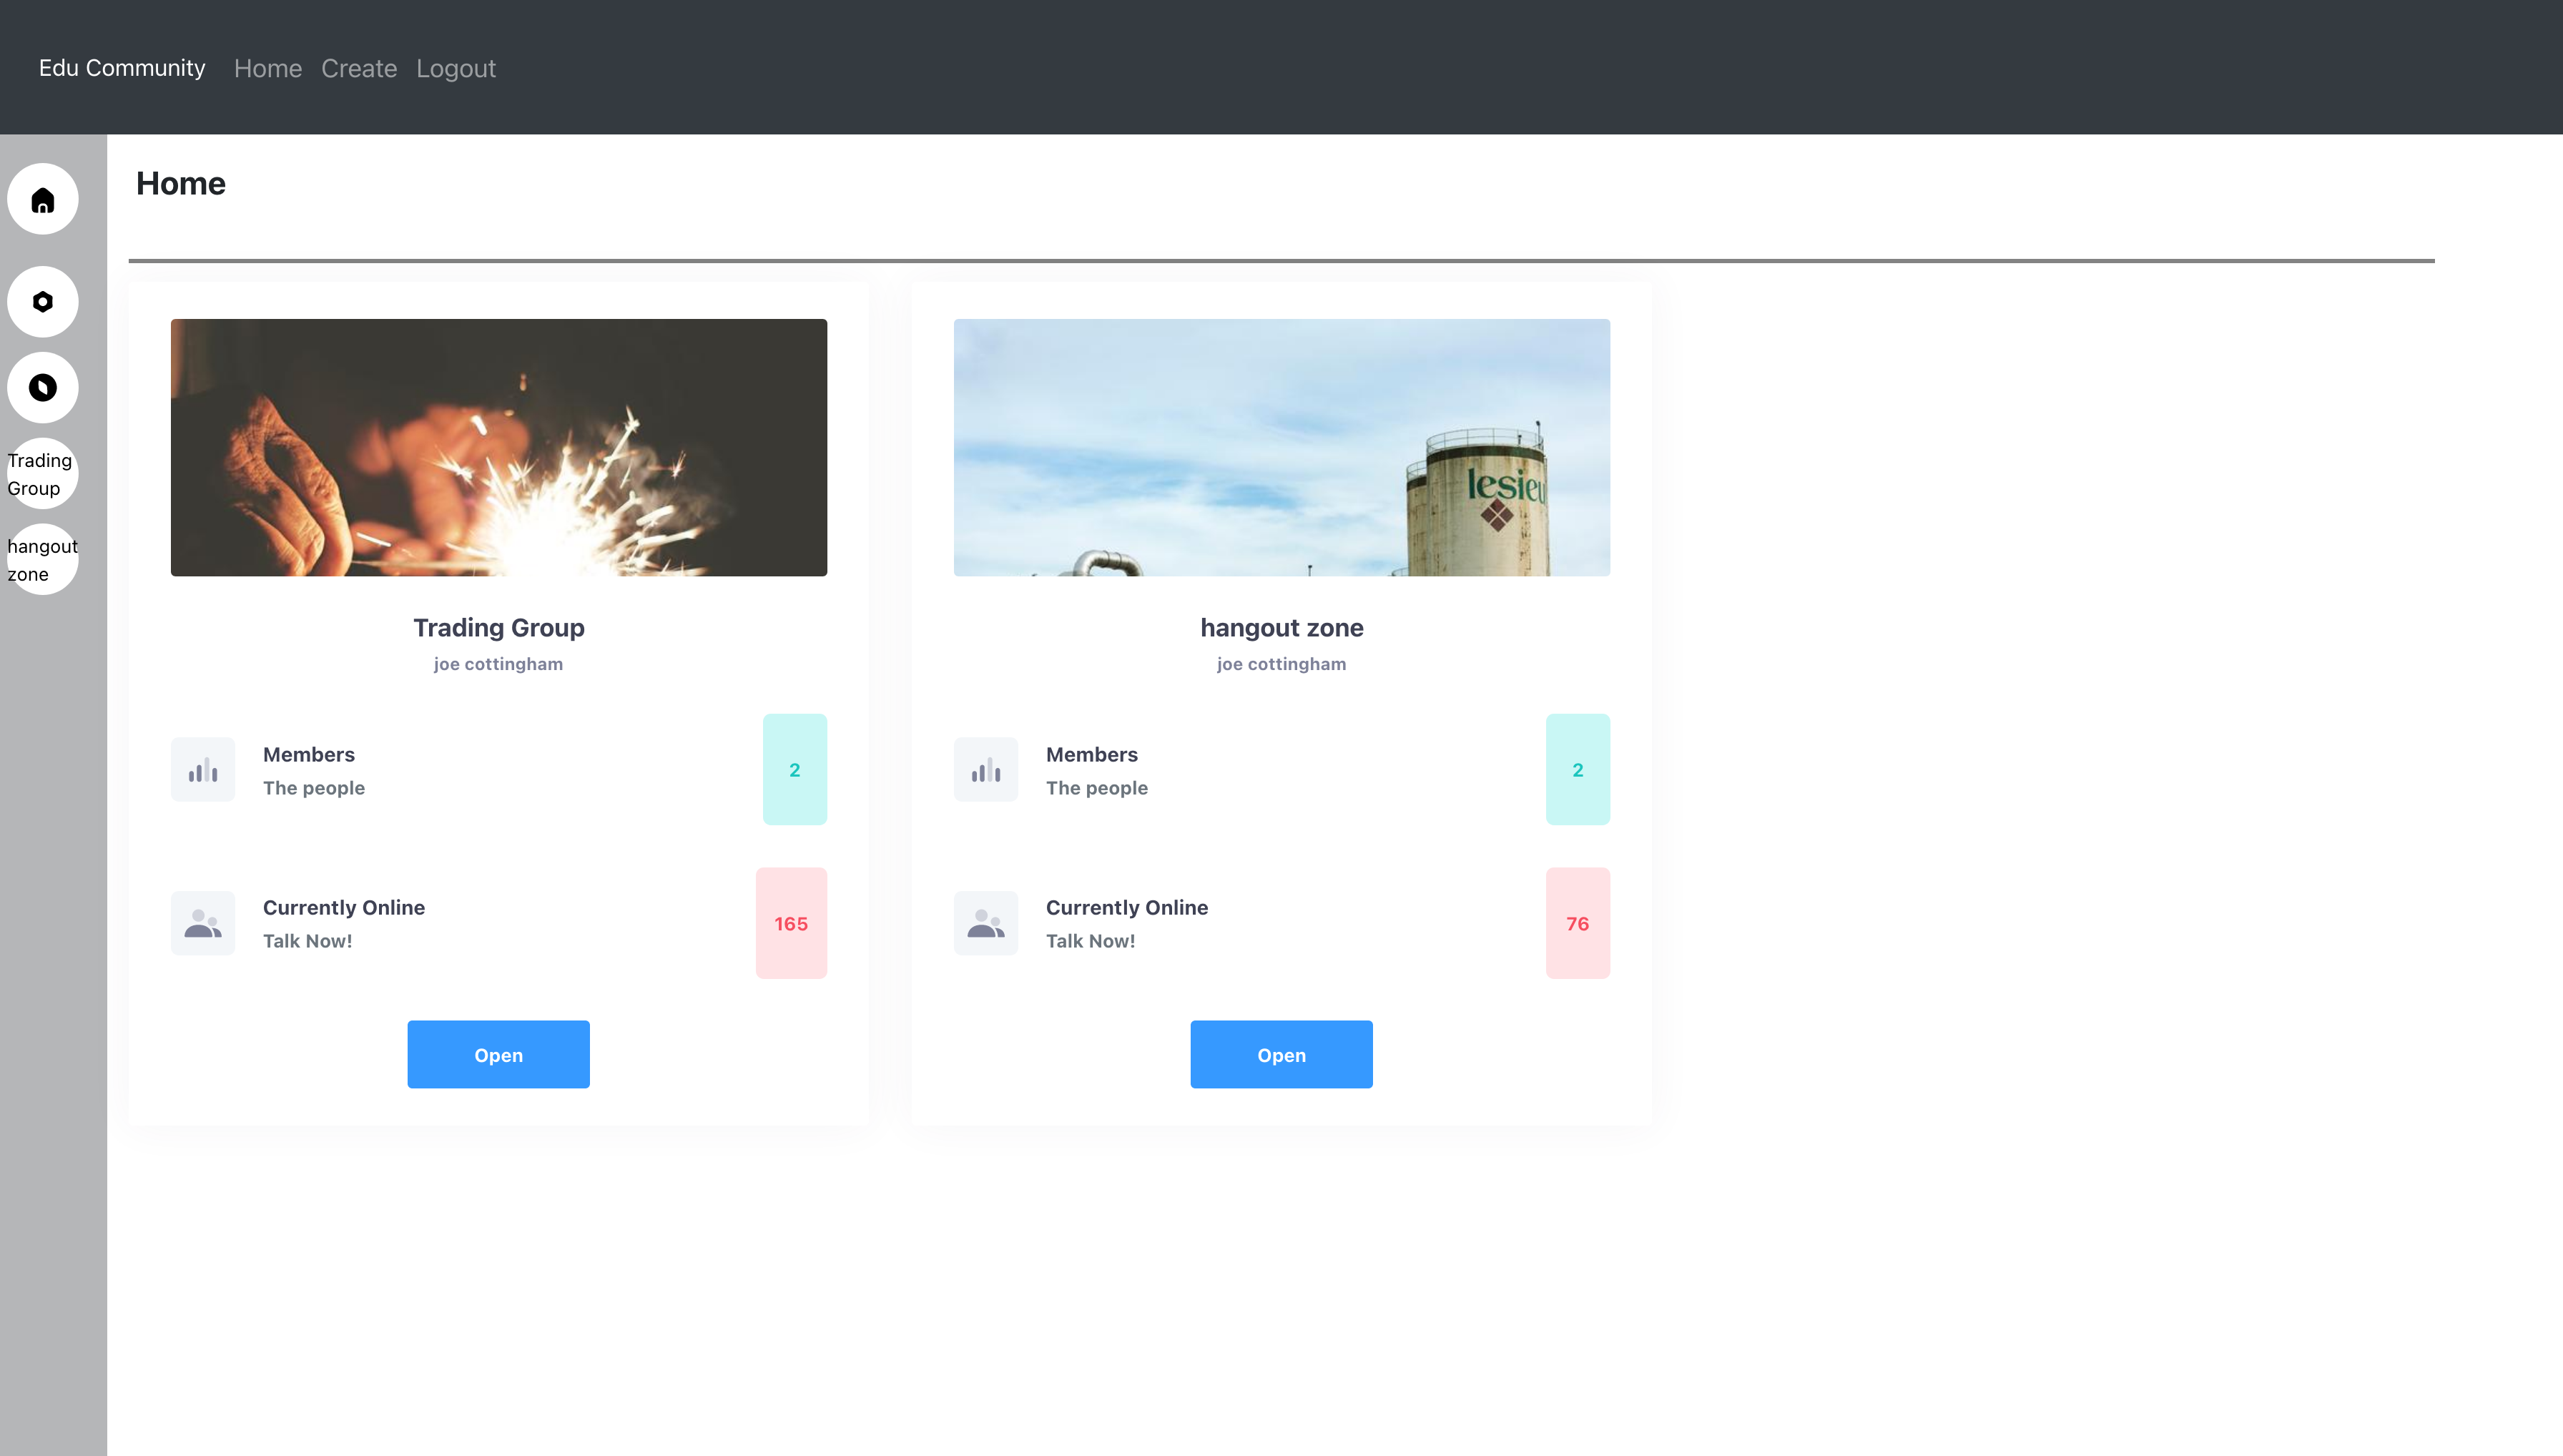 Edu Community Home Create Logout
Home
Trading
Group
hangout
zone
lesieu
Trading Group
joe cottingham
Members
The people
2
Currently Online
Talk Now!
165
Open
hangout zone
joe cottingham
Members
The people
2
Currently Online
Talk Now!
76
Open